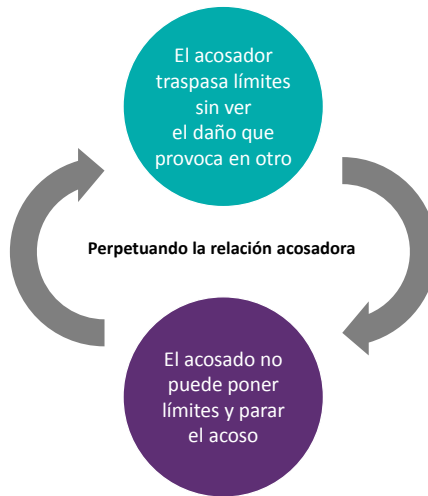 El acosador
traspasa límites
sin ver
el daño que
provoca en otro
Perpetuando la relación acosadora
El acosado no
puede poner
límites y parar
el acoso